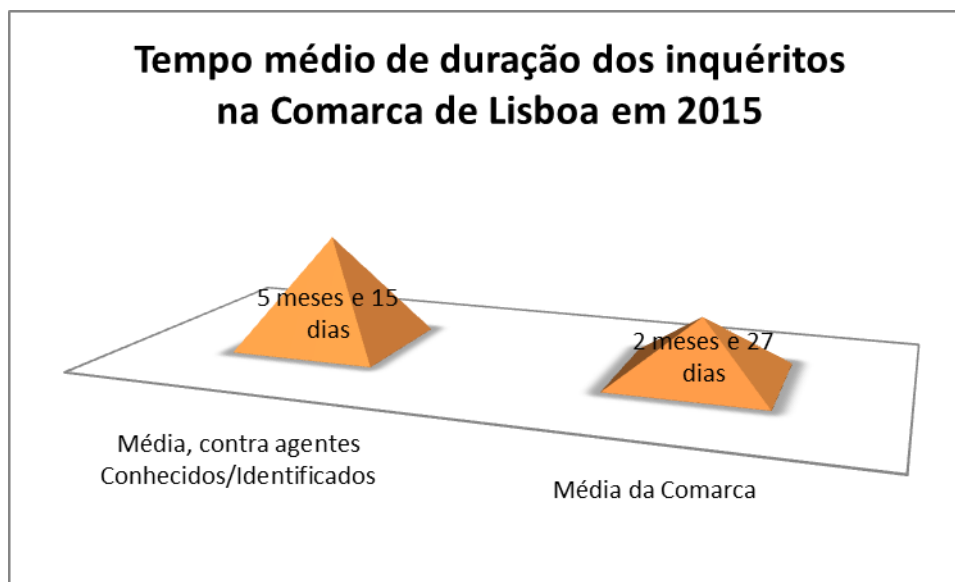 Tempo médio de duração dos inquéritos
na Comarca de Lisboa em 2015
5 meses e 15
dias
2 meses e 27
dias
Média, contra agentes
Conhecidos/Identificados
Média da Comarca